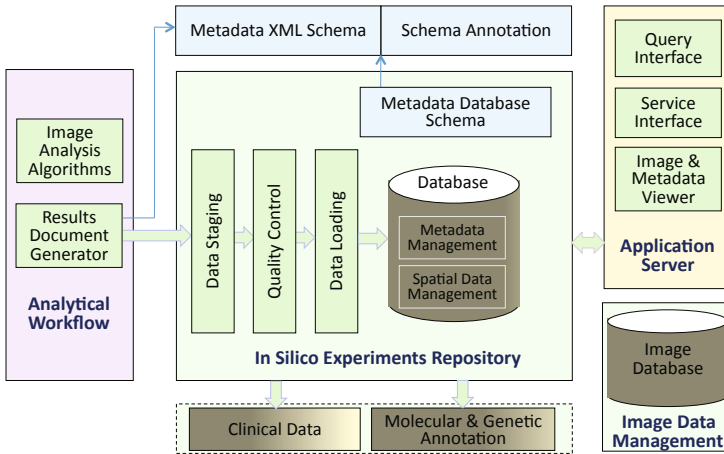 Metadata XML Schema
Schema Annotation
Metadata Database
Schema
Image
Analysis
Algorithms
Results
Document
Generator
Analytical
Workflow
Data Staging
Quality Control
Data Loading
Database
Metadata
Management
Spatial Data
Management
In Silico Experiments Repository
Clinical Data
Molecular & Genetic
Annotation
Query
Interface
Service
Interface
Image &
Metadata
Viewer
Application
Server
Image
Database
Image Data
Management